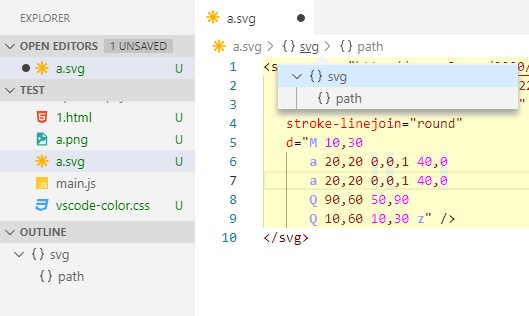 EXPLORER
OPEN EDITORS 1 UNSAVED
a.svg U
TEST
1.html U
a.png U
a.svg U
main.js
vscode-color.css U
OUTLINE
{} svg
{} path
a.svg
a.svg > {} svg > {} path
1 <s
{} svg
2
{} path
3 "
4 stroke-linejoin="round"
5 d="M 10,30
6 a 20,20 0,0,1 40,0
7 a 20,20 0,0,1 40,0
8 Q 90,60 50,90
9 Q 10,60 10,30 z" />
10 </svg>